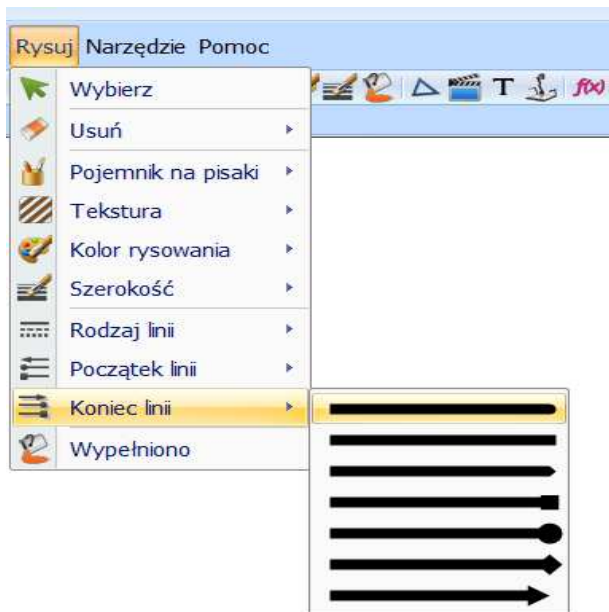 Rysuj Narzędzie Pomoc
T f(x)
Wybierz
Usuń
Pojemnik na pisaki
Tekstura
Kolor rysowania
Szerokość
Rodzaj linii
Początek linii
Koniec linii
Wypełniono